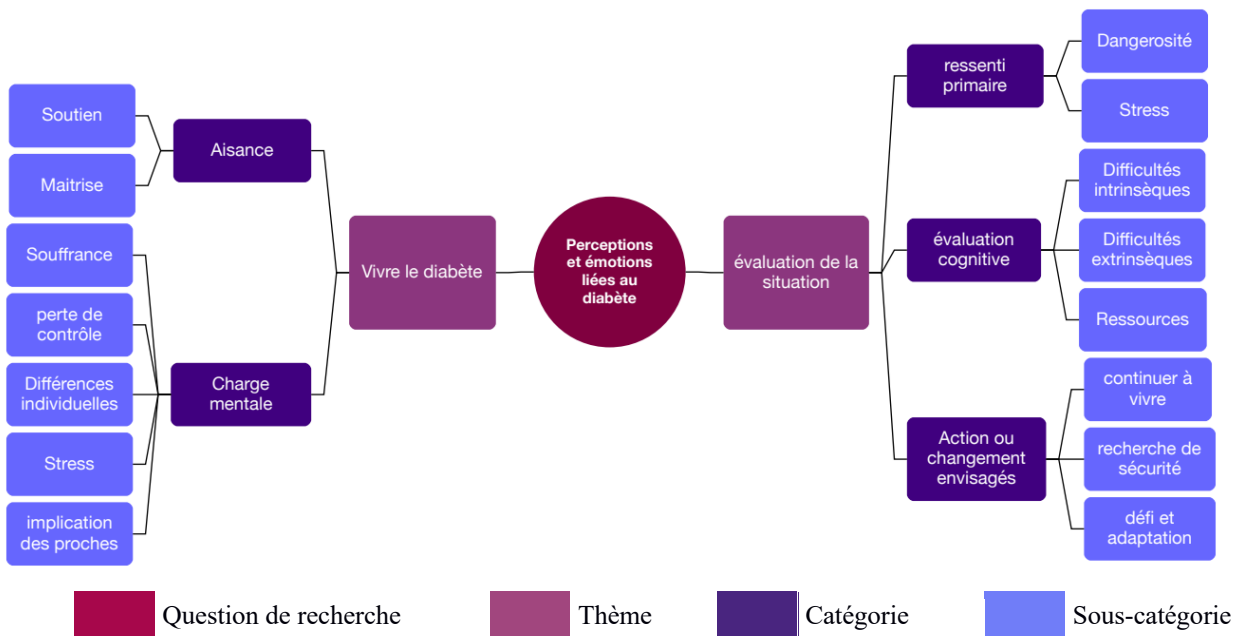 Soutien
Maitrise
Souffrance
perte de
contrôle
Différences
individuelles
Stress
implication
des proches
Aisance
Charge
mentale
Vivre le diabète
Perceptions
et émotions
liées au
diabète
évaluation de la
situation
ressenti
primaire
évaluation
cognitive
Action ou
changement
envisagés
Dangerosité
Stress
Difficultés
intrinsèques
Difficultés
extrinsèques
Ressources
continuer à
vivre
recherche de
sécurité
défi et
adaptation
Question de recherche
Thème
Catégorie
Sous-catégorie